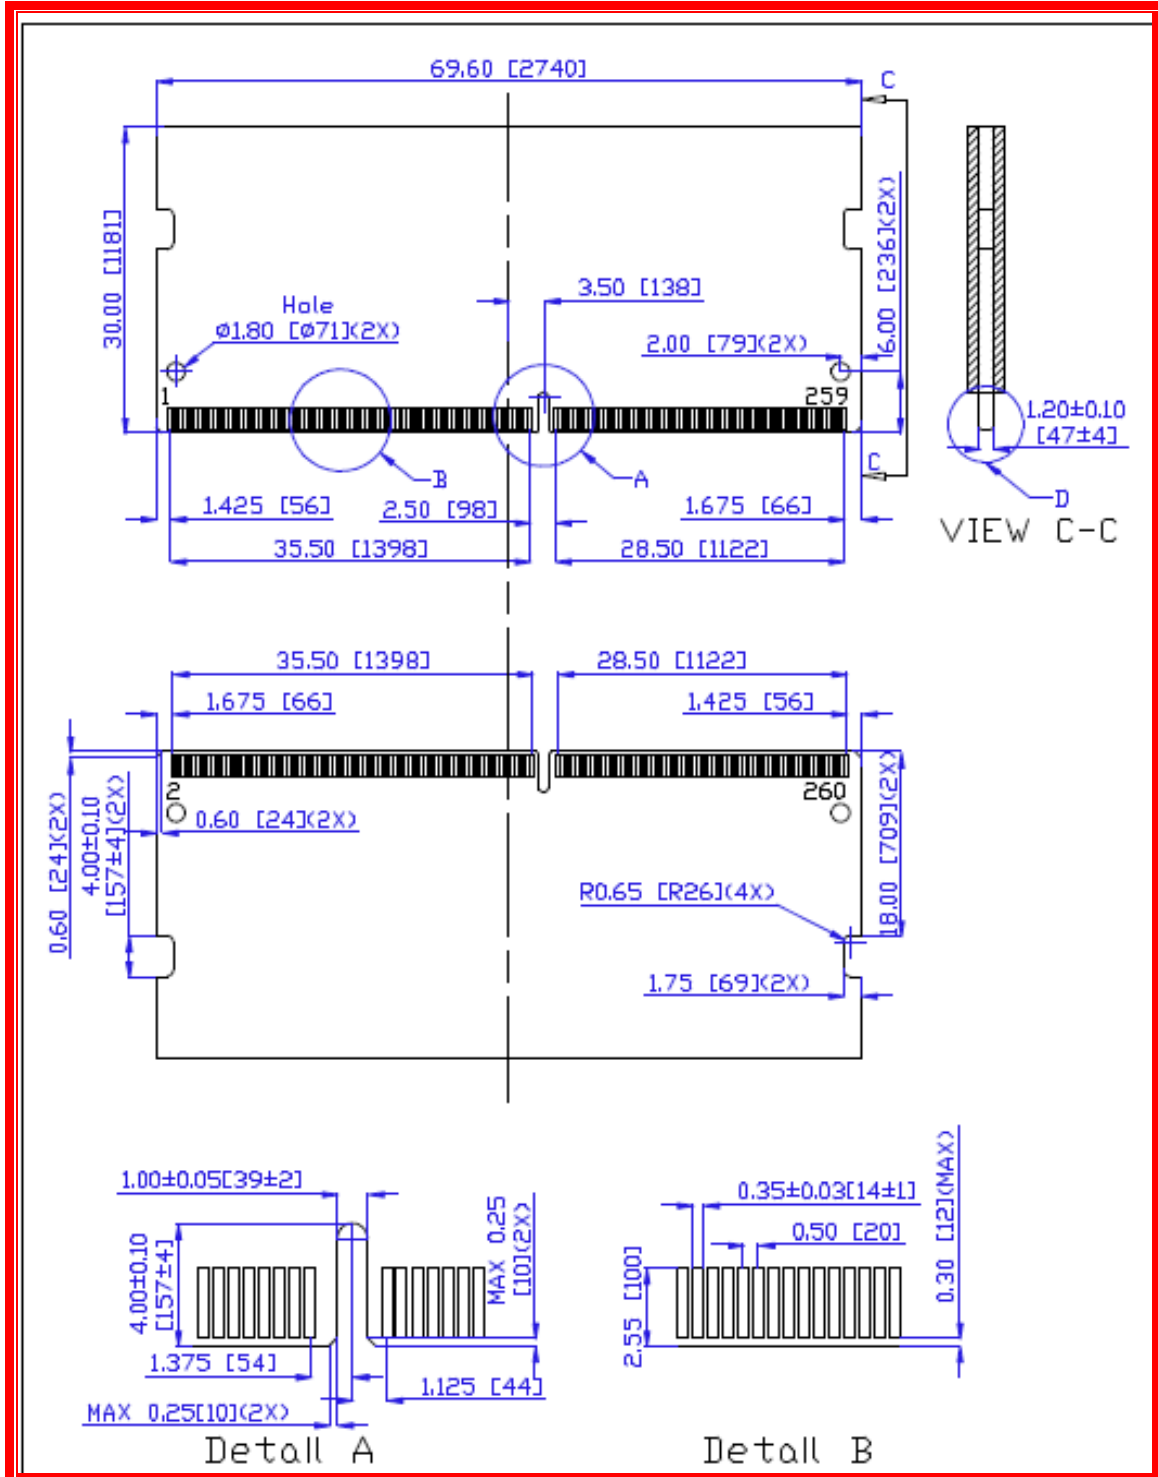 69.60 [2740]
C
30.00 [1181]
6.00 [236](2X)
3.50 [138]
Hole
ø1.80 [ø71](2X)
2.00 [79](2X)
1
259
1.20±0.10
[47±4]
B
A
C
D
1.425 [56]
2.50 [98]
1.675 [66]
VIEW C-C
35.50 [1398]
28.50 [1122]
35.50 [1398]
28.50 [1122]
1.675 [66]
1.425 [56]
2
260
0.60 [24](2X)
4.00±0.10
[157±4](2X)
0.60 [24](2X)
18.00 [709](2X)
R0.65 [R26](4X)
1.75 [69](2X)
1.00±0.05[39±2]
4.00±0.10
[157±4]
MAX 0.25
[10](2X)
0.35±0.03[14±1]
0.50 [20]
0.30 [12](MAX)
2.55 [100]
1.375 [54]
1.125 [44]
MAX 0.25[10](2X)
Detail A
Detail B